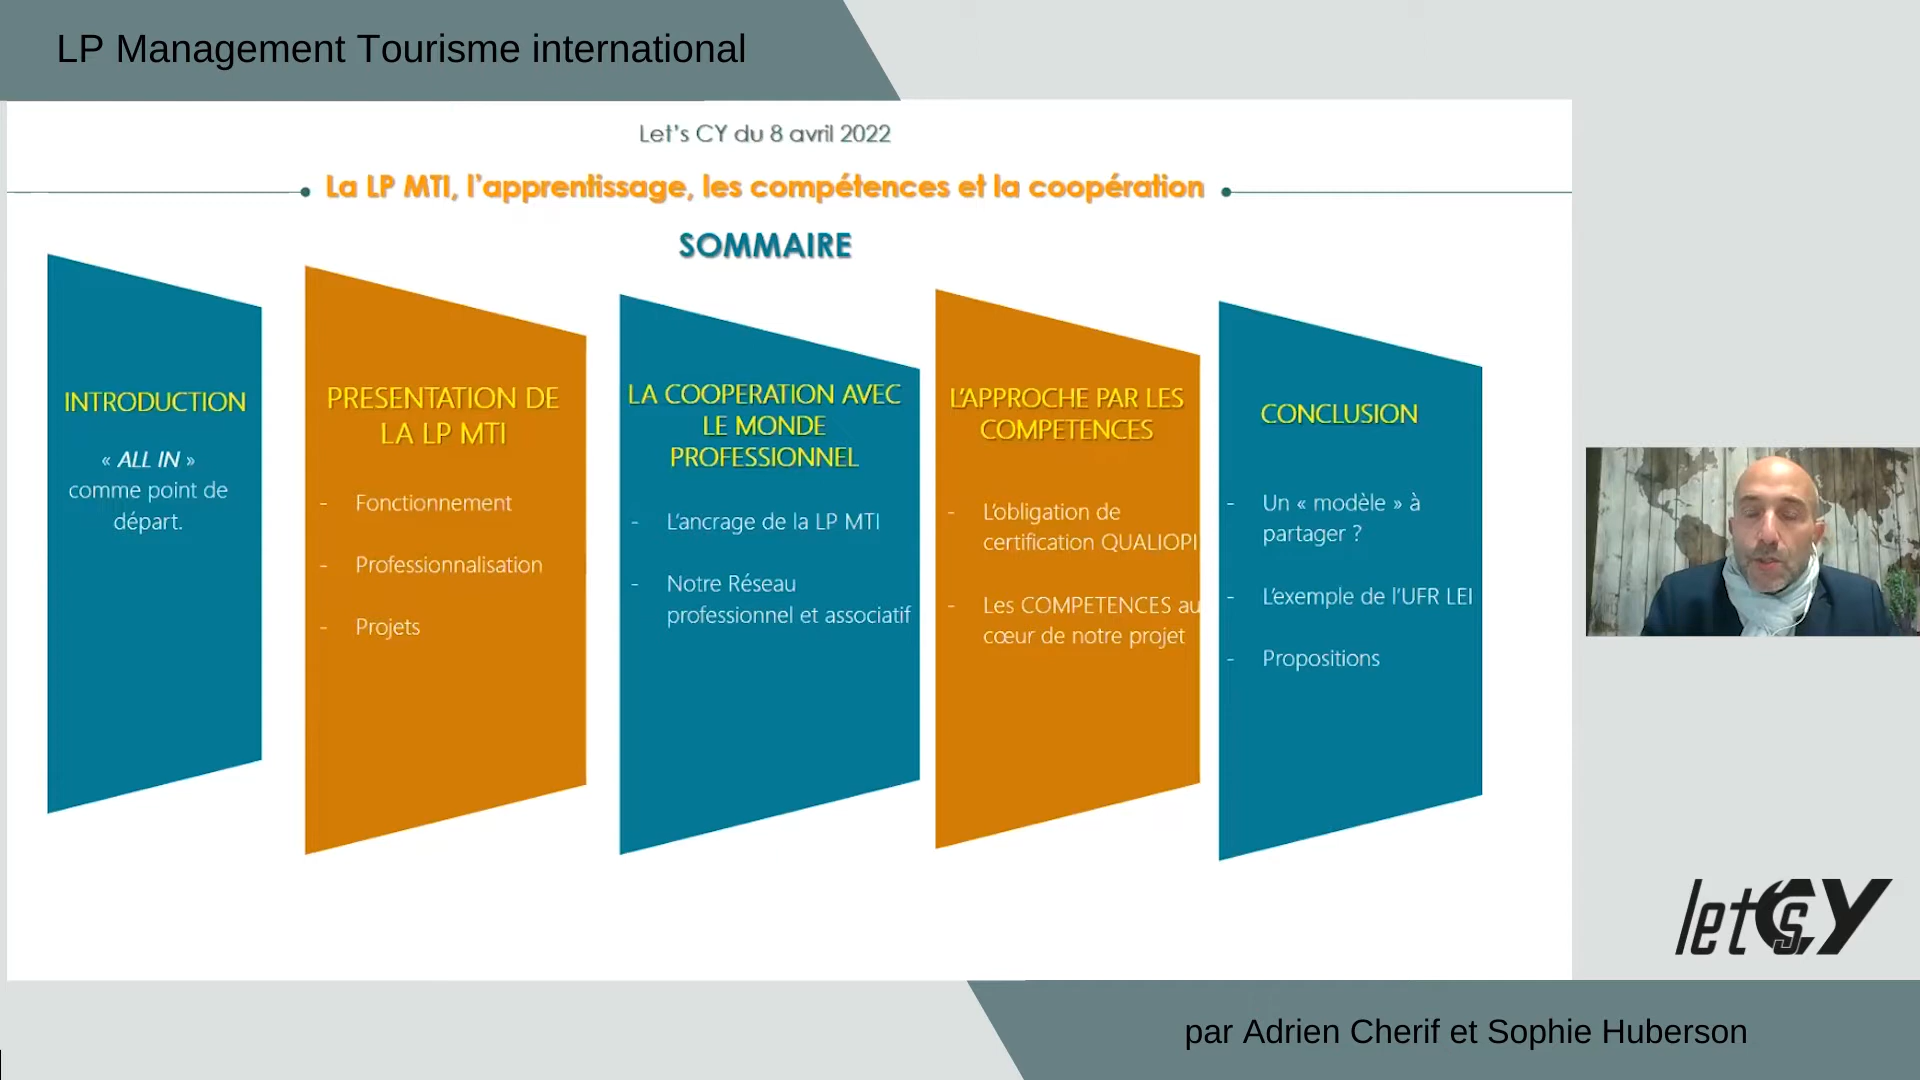 LP Management Tourisme international
Let's CY du 8 avril 2022
La LP MTI, l'apprentissage, les compétences et la coopération
SOMMAIRE
INTRODUCTION
« ALL IN »
comme point de
départ.
PRESENTATION DE
LA LP MTI
- Fonctionnement
- Professionnalisation
- Projets
LA COOPERATION AVEC
LE MONDE
PROFESSIONNEL
- L'ancrage de la LP MTI
- Notre Réseau
professionnel et associatif
L'APPROCHE PAR LES
COMPETENCES
- L'obligation de
certification QUALIOPI
- Les COMPETENCES au
cœur de notre projet
CONCLUSION
- Un « modèle » à
partager ?
- L'exemple de l'UFR LEI
- Propositions
let's CY
par Adrien Cherif et Sophie Huberson